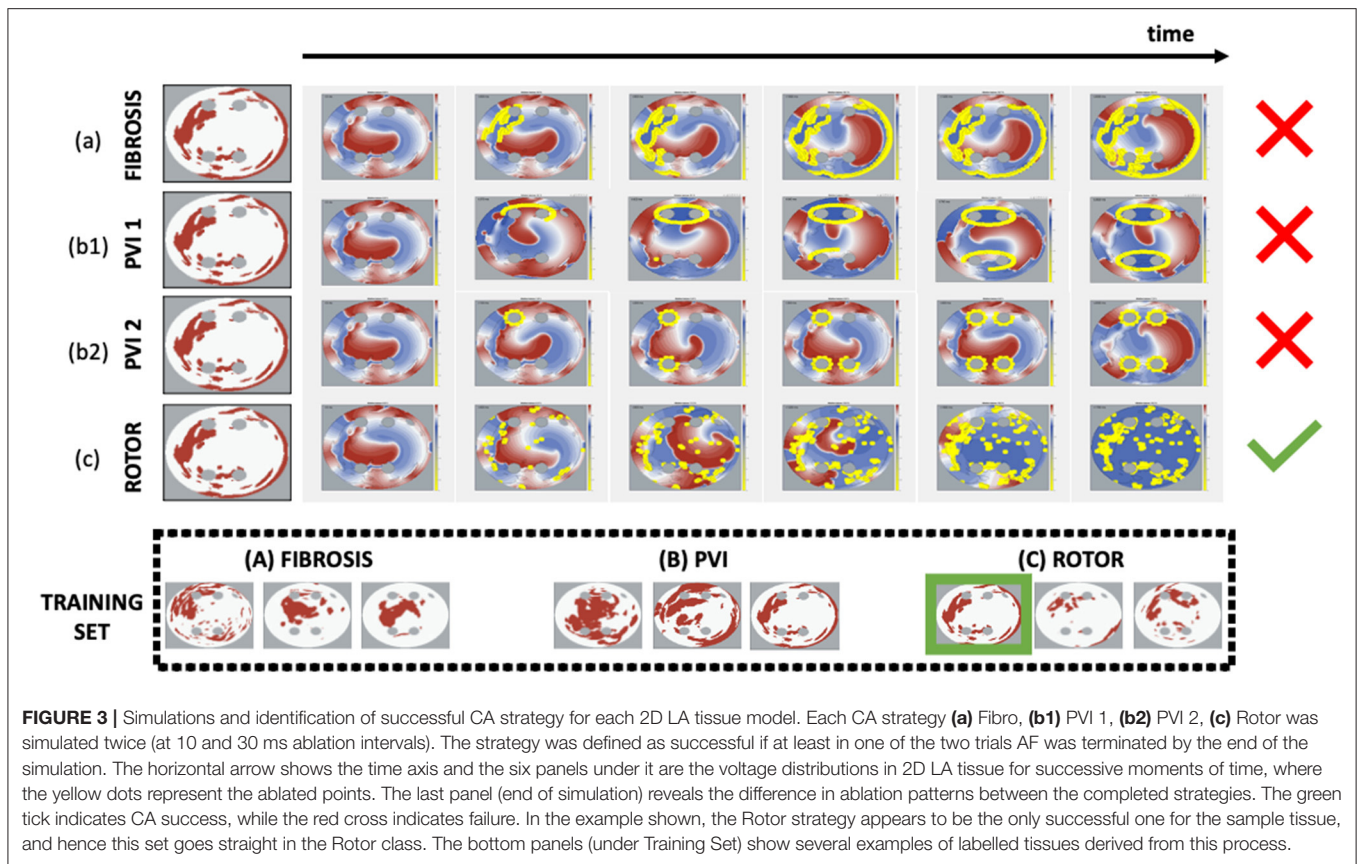 time
(a) FIBROSIS
(b1) PVI 1
(b2) PVI 2
(c) ROTOR
(A) FIBROSIS (B) PVI (C) ROTOR
TRAINING
SET
FIGURE 3 | Simulations and identification of successful CA strategy for each 2D LA tissue model. Each CA strategy (a) Fibro, (b1) PVI 1, (b2) PVI 2, (c) Rotor was
simulated twice (at 10 and 30 ms ablation intervals). The strategy was defined as successful if at least in one of the two trials AF was terminated by the end of the
simulation. The horizontal arrow shows the time axis and the six panels under it are the voltage distributions in 2D LA tissue for successive moments of time, where
the yellow dots represent the ablated points. The last panel (end of simulation) reveals the difference in ablation patterns between the completed strategies. The green
tick indicates CA success, while the red cross indicates failure. In the example shown, the Rotor strategy appears to be the only successful one for the sample tissue,
and hence this set goes straight in the Rotor class. The bottom panels (under Training Set) show several examples of labelled tissues derived from this process.